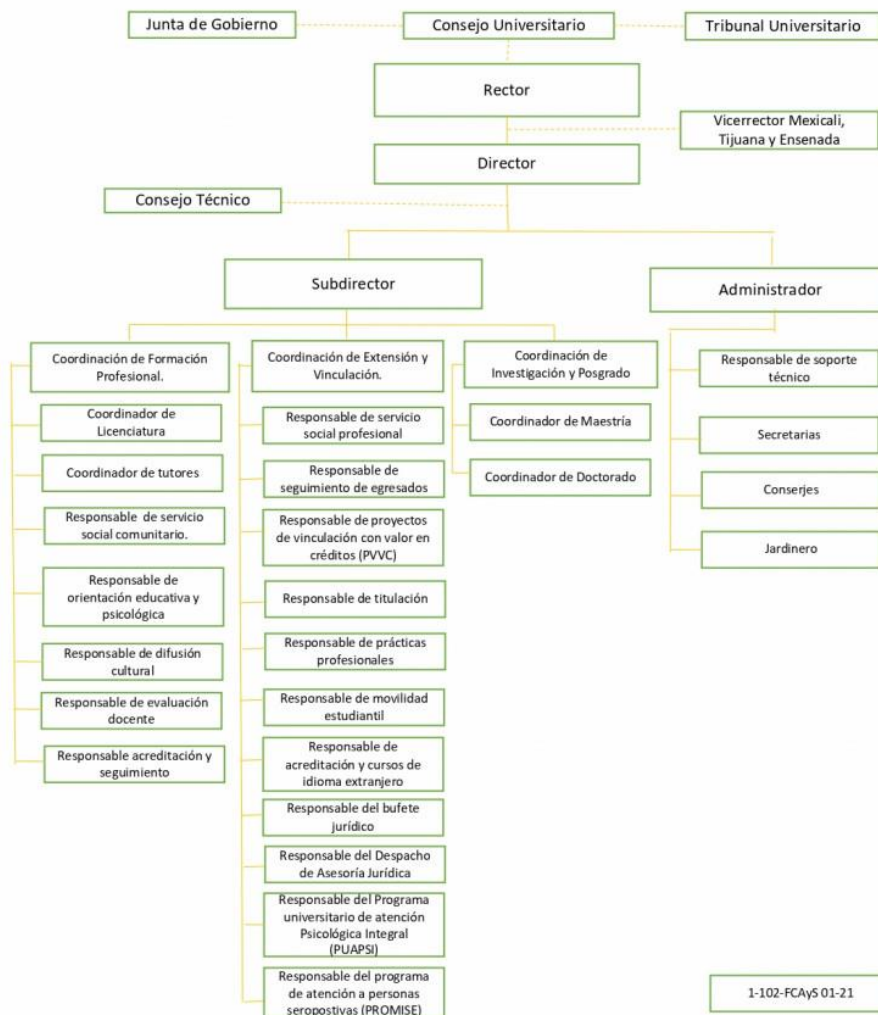 Junta de Gobierno
Consejo Universitario
Tribunal Universitario
Rector
Vicerrector Mexicali,
Tijuana y Ensenada
Director
Consejo Técnico
Subdirector
Administrador
Coordinación de Formación
Profesional.
Coordinador de
Licenciatura
Coordinador de tutores
Responsable de servicio
social comunitario.
Responsable de
orientación educativa y
psicológica
Responsable de difusión
cultural
Responsable de evaluación
docente
Responsable acreditación y
seguimiento
Coordinación de Extensión y
Vinculación.
Responsable de servicio
social profesional
Responsable de
seguimiento de egresados
Responsable de proyectos
de vinculación con valor en
créditos (PVVC)
Responsable de titulación
Responsable de prácticas
profesionales
Responsable de movilidad
estudiantil
Responsable de
acreditación y cursos de
idioma extranjero
Responsable del bufete
jurídico
Responsable del Despacho
de Asesoría Jurídica
Responsable del Programa
universitario de atención
Psicológica Integral
(PUAPSI)
Responsable del programa
de atención a personas
seropostivas (PROMISE)
Coordinación de
Investigación y Posgrado
Coordinador de Maestría
Coordinador de Doctorado
Responsable de soporte
técnico
Secretarias
Conserjes
Jardinero
1-102-FCAyS 01-21